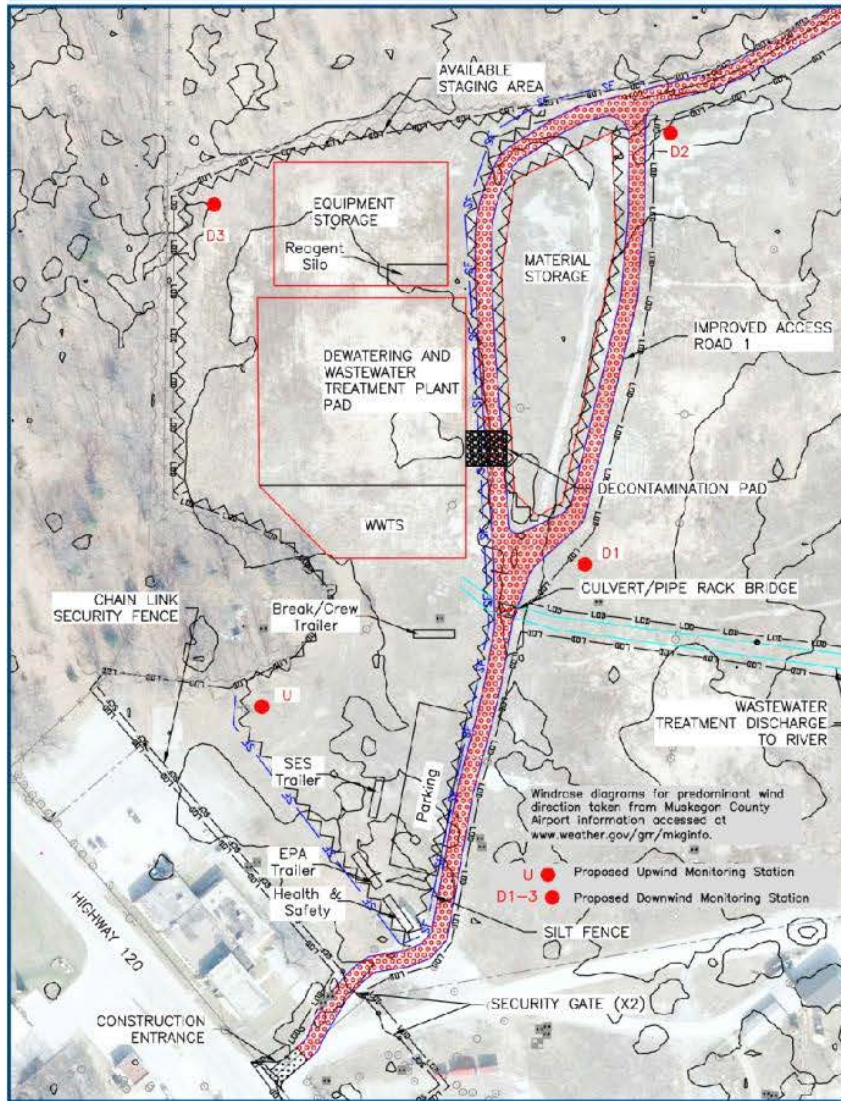 AVAILABLE
STAGING AREA
SF
SF
D2
EQUIPMENT
STORAGE
D3
Reagent
Silo
MATERIAL
STORAGE
LOD
IMPROVED ACCESS
ROAD 1
DEWATERING AND
WASTEWATER
TREATMENT PLANT
PAD
DECONTAMINATION PAD
WWTS
D1
CULVERT/PIPE RACK BRIDGE
CHAIN LINK
SECURITY FENCE
Break/Crew
Trailer
U
WASTEWATER
TREATMENT DISCHARGE
TO RIVER
SES
Trailer
Parking
Windrose diagrams for predominant wind
direction taken from Muskegon County
Airport information accessed at
www.weather.gov/grr/mkginfo.
EPA
Trailer
U Proposed Upwind Monitoring Station
Health &
Safety
D1-3 Proposed Downwind Monitoring Station
SILT FENCE
HIGHWAY 120
SECURITY GATE (X2)
CONSTRUCTION
ENTRANCE